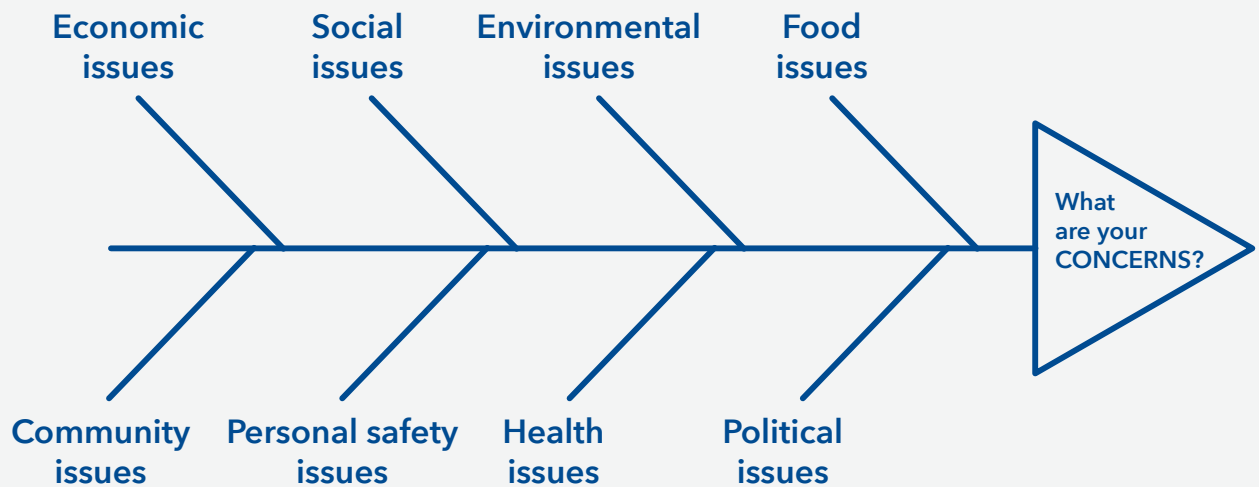 Economic
issues
Social
issues
Environmental
issues
Food
issues
What
are your
CONCERNS?
Community
issues
Personal safety
issues
Health
issues
Political
issues